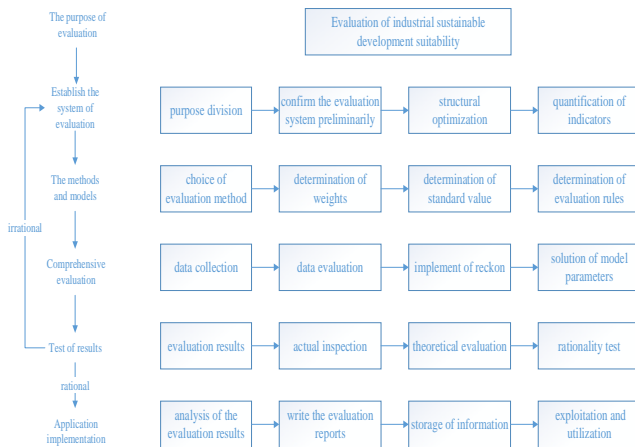 The purpose of
evaluation
Evaluation of industrial sustainable
development suitability
Establish the
system of
evaluation
purpose division
confirm the evaluation
system preliminarily
structural
optimization
quantification of
indicators
The methods
and models
choice of
evaluation method
determination of
weights
determination of
standard value
determination of
evaluation rules
irrational
Comprehensive
evaluation
data collection
data evaluation
implement of reckon
solution of model
parameters
Test of results
evaluation results
actual inspection
theoretical evaluation
rationality test
rational
Application
implementation
analysis of the
evaluation results
write the evaluation
reports
storage of information
exploitation and
utilization